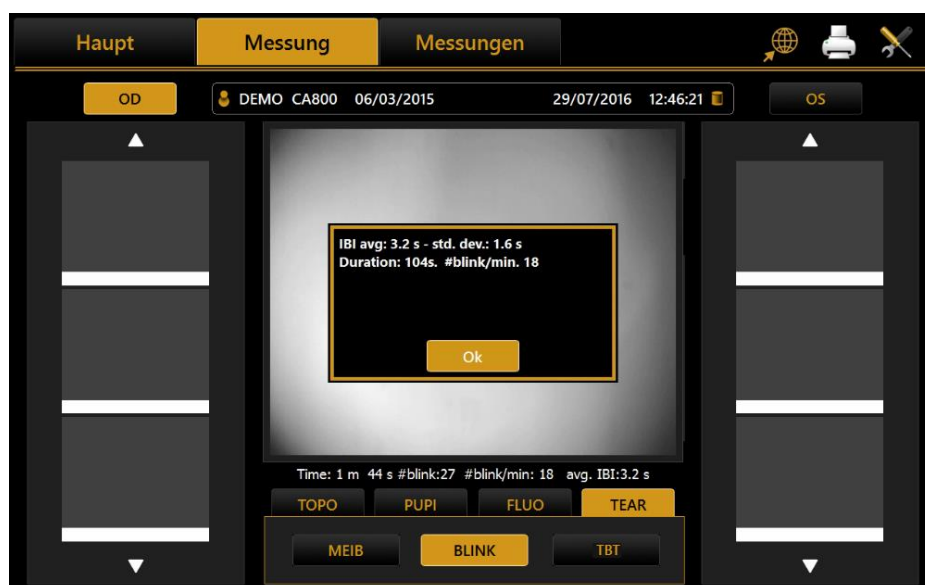 Haupt Messung Messungen
OD DEMO CA800 06/03/2015 29/07/2016 12:46:21 OS
IBI avg: 3.2 s - std. dev.: 1.6 s
Duration: 104s. #blink/min. 18
Ok
Time: 1 m 44 s #blink:27 #blink/min: 18 avg. IBI:3.2 s
TOPO PUPI FLUO TEAR
MEIB BLINK TBT